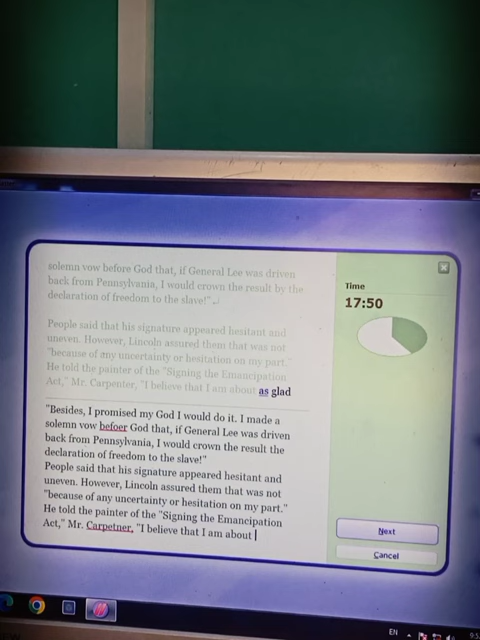 solemn vow before God that, if General Lee was driven
back from Pennsylvania, I would crown the result by the
declaration of freedom to the slave!"
People said that his signature appeared hesitant and
uneven. However, Lincoln assured them that was not
"because of any uncertainty or hesitation on my part."
He told the painter of the "Signing the Emancipation
Act," Mr. Carpenter, "I believe that I am about as glad
"Besides, I promised my God I would do it. I made a
solemn vow befoer God that, if General Lee was driven
back from Pennsylvania, I would crown the result the
declaration of freedom to the slave!"
People said that his signature appeared hesitant and
uneven. However, Lincoln assured them that was not
"because of any uncertainty or hesitation on my part."
He told the painter of the "Signing the Emancipation
Act," Mr. Carpetner, "I believe that I am about
Time
17:50
Next
Cancel
EN